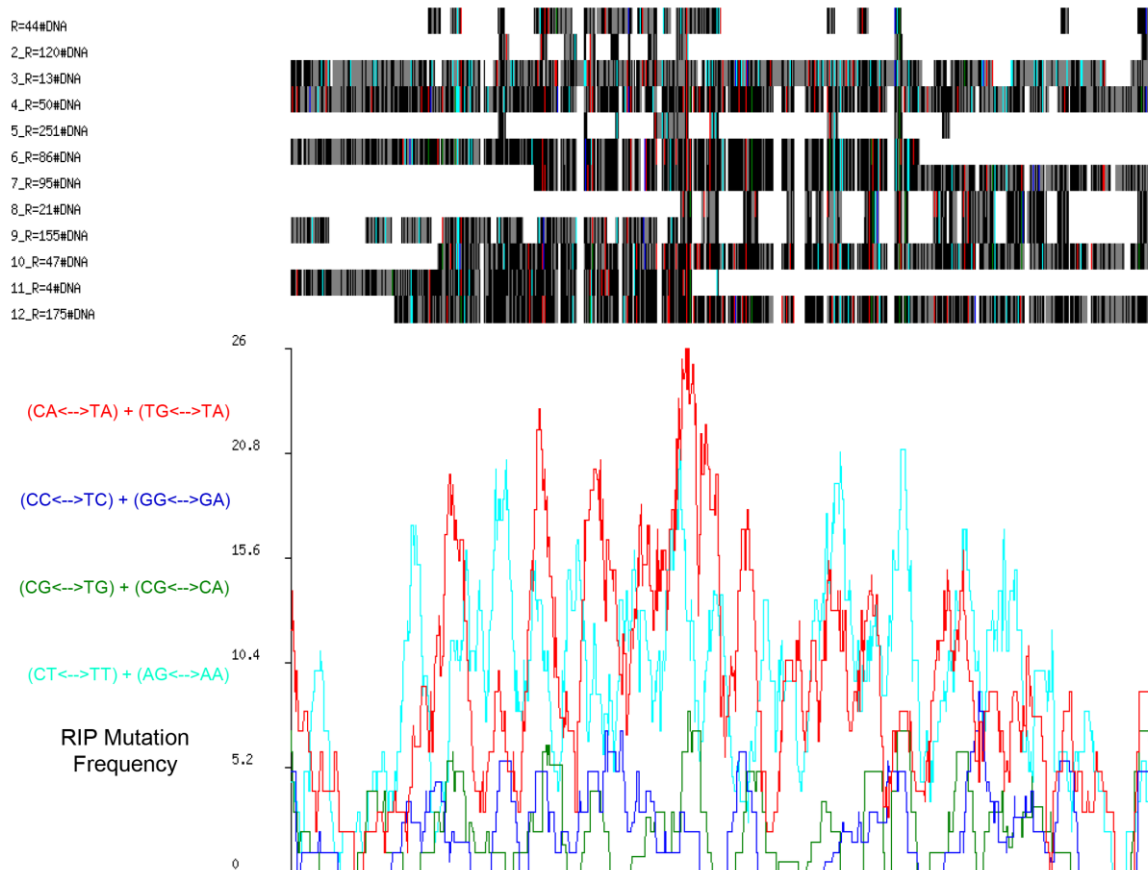 R=44#DNA
2_R=120#DNA
3_R=13#DNA
4_R=50#DNA
5_R=251#DNA
6_R=86#DNA
7_R=95#DNA
8_R=21#DNA
9_R=155#DNA
10_R=47#DNA
11_R=4#DNA
12_R=175#DNA
26
(CA<-->TA) + (TG<-->TA)
20.8
(CC<-->TC) + (GG<-->GA)
15.6
(CG<-->TG) + (CG<-->CA)
10.4
(CT<-->TT) + (AG<-->AA)
RIP Mutation
Frequency
5.2
0